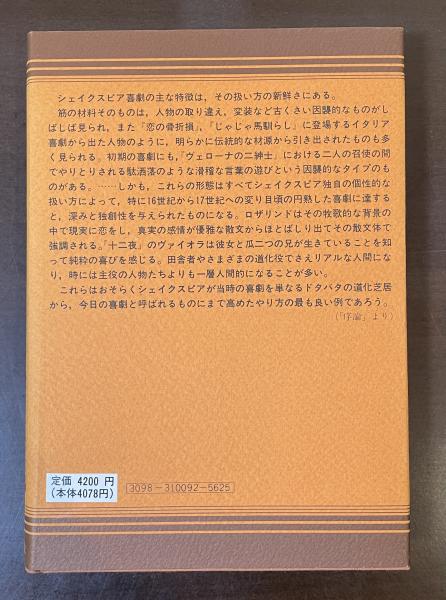 シェイクスピア喜劇の主な特徴は，その扱い方の新鮮さにある。
筋の材料そのものは，人物の取り違え，変装など古くさい因襲的なものがし
ばしば見られ，また「恋の骨折損」，「じゃじゃ馬馴らし」に登場するイタリア
喜劇から出た人物のように，明らかに伝統的な材源から引き出されたものも多
く見られる。初期の喜劇にも，「ヴェローナの二紳士」における二人の召使の間
でやりとりされる駄洒落のような滑稽な言葉の遊びという因襲的なタイプのも
のがある。……しかも，これらの形態はすべてシェイクスピア独自の個性的な
扱い方によって，特に16世紀から17世紀への変り目頃の円熟した喜劇に達する
と，深みと独創性を与えられたものになる。ロザリンドはその牧歌的な背景の
中で現実に恋をし，真実の感情が優雅な散文からほとばしり出てその散文体で
強調される。「十二夜」のヴァイオラは彼女と瓜二つの兄が生きていることを知
って純粋の喜びを感じる。田舎者やさまざまの道化役でさえリアルな人間にな
り，時には主役の人物たちよりも一層人間的になることが多い。
これらはおそらくシェイクスピアが当時の喜劇を単なるドタバタの道化芝居
から，今日の喜劇と呼ばれるものにまで高めたやり方の最も良い例であろう。
（「序論」より）
定価 4200 円
（本体4078円）
3098－310092－5625